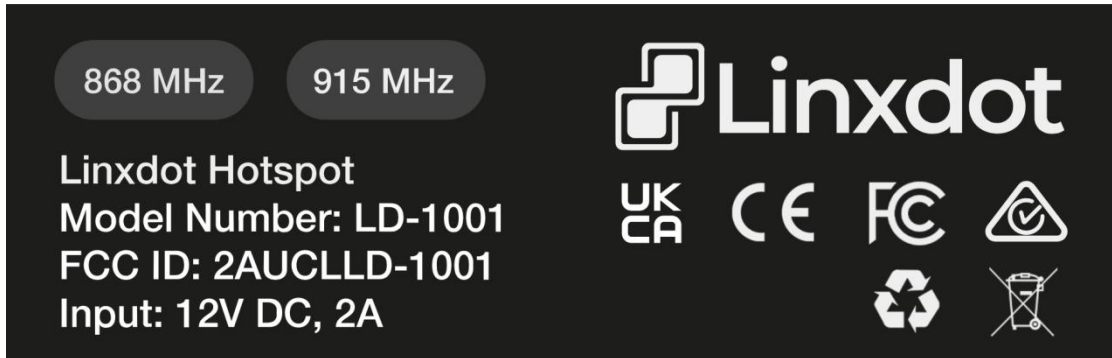 868 MHz
915 MHz
Linxdot
Linxdot Hotspot
Model Number: LD-1001
FCC ID: 2AUCLLD-1001
Input: 12V DC, 2A
UK
CA
CE
FC